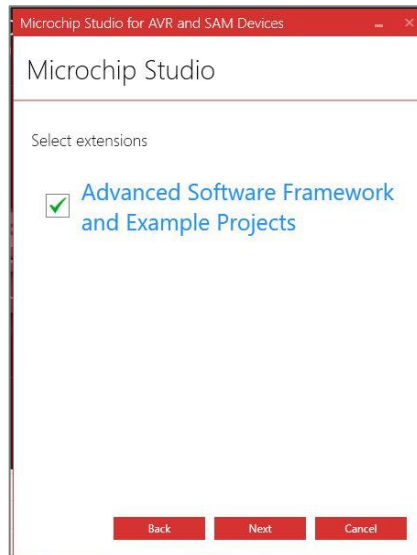 Microchip Studio for AVR and SAM Devices
Microchip Studio
Select extensions
Advanced Software Framework
and Example Projects
Back Next Cancel